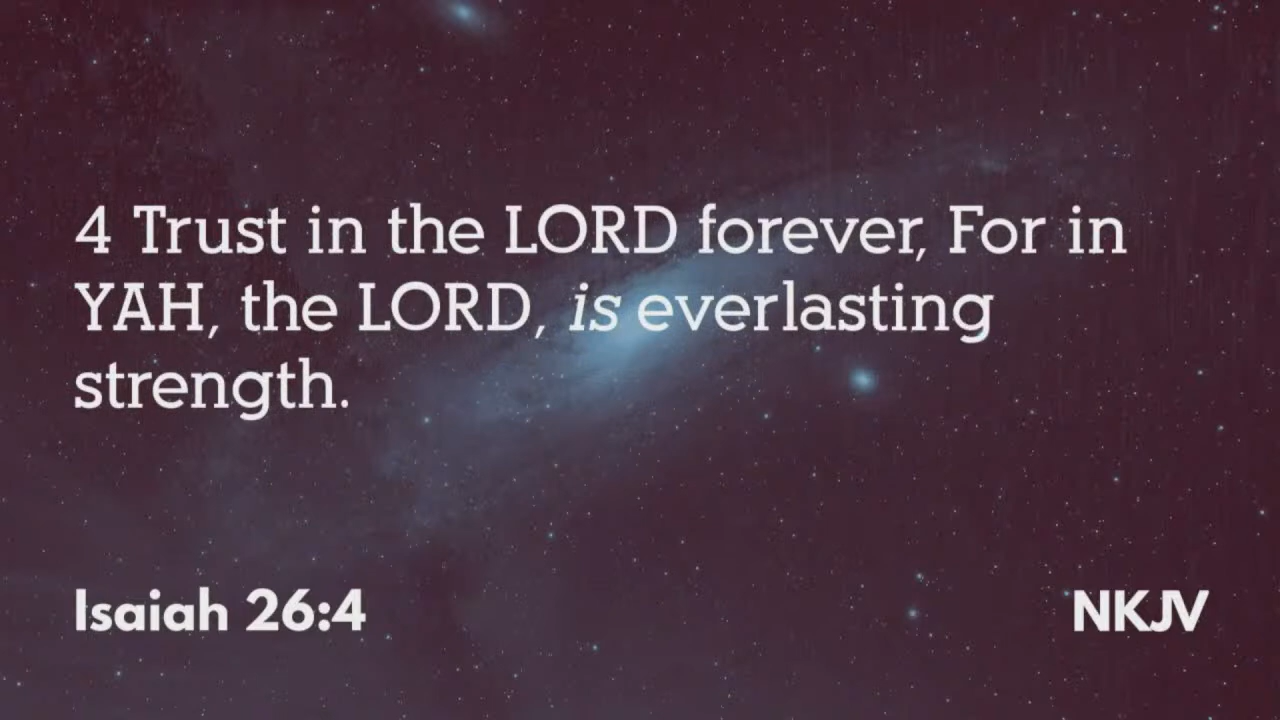 4 Trust in the LORD forever, For in
YAH, the LORD, is everlasting
strength.
Isaiah 26:4
NKJV